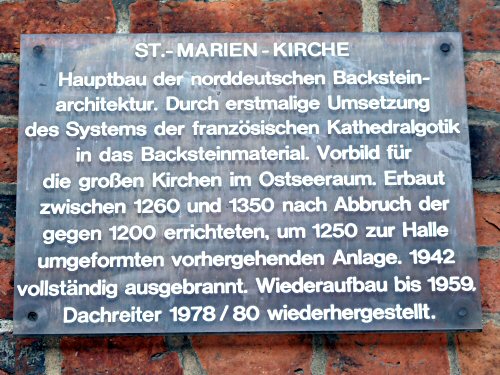 ST.-MARIEN-KIRCHE
Hauptbau der norddeutschen Backstein-
architektur. Durch erstmalige Umsetzung
des Systems der französischen Kathedralgotik
in das Backsteinmaterial. Vorbild für
die großen Kirchen im Ostseeraum. Erbaut
zwischen 1260 und 1350 nach Abbruch der
gegen 1200 errichteten, um 1250 zur Halle
umgeformten vorhergehenden Anlage. 1942
vollständig ausgebrannt. Wiederaufbau bis 1959.
Dachreiter 1978/80 wiederhergestellt.